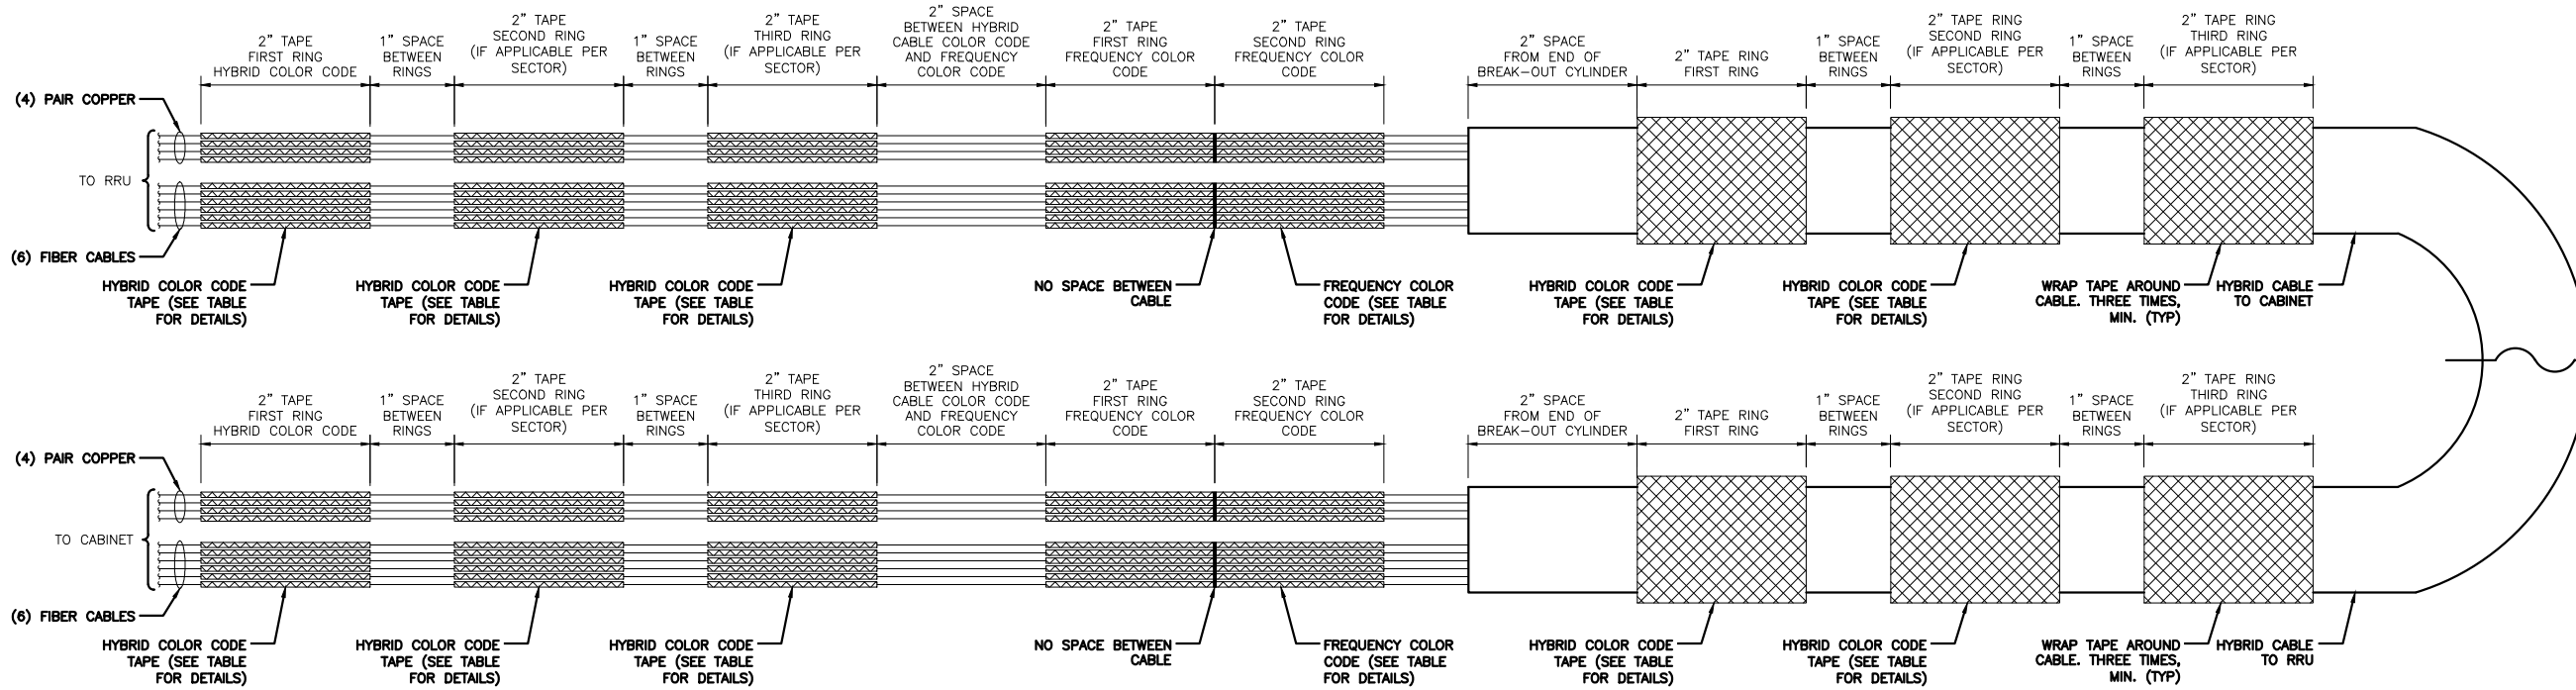 2" TAPE
FIRST RING
HYBRID COLOR CODE
1" SPACE
BETWEEN
RINGS
2" TAPE
SECOND RING
(IF APPLICABLE PER
SECTOR)
1" SPACE
BETWEEN
RINGS
2" TAPE
THIRD RING
(IF APPLICABLE PER
SECTOR)
2" SPACE
BETWEEN HYBRID
CABLE COLOR CODE
AND FREQUENCY
COLOR CODE
2" TAPE
FIRST RING
FREQUENCY COLOR
CODE
2" TAPE
SECOND RING
FREQUENCY COLOR
CODE
2" SPACE
FROM END OF
BREAK-OUT CYLINDER
2" TAPE RING
FIRST RING
1" SPACE
BETWEEN
RINGS
2" TAPE RING
SECOND RING
(IF APPLICABLE PER
SECTOR)
1" SPACE
BETWEEN
RINGS
2" TAPE RING
THIRD RING
(IF APPLICABLE PER
SECTOR)
(4) PAIR COPPER
TO RRU
(6) FIBER CABLES
HYBRID COLOR CODE
TAPE (SEE TABLE
FOR DETAILS)
HYBRID COLOR CODE
TAPE (SEE TABLE
FOR DETAILS)
HYBRID COLOR CODE
TAPE (SEE TABLE
FOR DETAILS)
NO SPACE BETWEEN
CABLE
FREQUENCY COLOR
CODE (SEE TABLE
FOR DETAILS)
HYBRID COLOR CODE
TAPE (SEE TABLE
FOR DETAILS)
HYBRID COLOR CODE
TAPE (SEE TABLE
FOR DETAILS)
WRAP TAPE AROUND
CABLE. THREE TIMES,
MIN. (TYP)
HYBRID CABLE
TO CABINET
2" TAPE
FIRST RING
HYBRID COLOR CODE
1" SPACE
BETWEEN
RINGS
2" TAPE
SECOND RING
(IF APPLICABLE PER
SECTOR)
1" SPACE
BETWEEN
RINGS
2" TAPE
THIRD RING
(IF APPLICABLE PER
SECTOR)
2" SPACE
BETWEEN HYBRID
CABLE COLOR CODE
AND FREQUENCY
COLOR CODE
2" TAPE
FIRST RING
FREQUENCY COLOR
CODE
2" TAPE
SECOND RING
FREQUENCY COLOR
CODE
2" SPACE
FROM END OF
BREAK-OUT CYLINDER
2" TAPE RING
FIRST RING
1" SPACE
BETWEEN
RINGS
2" TAPE RING
SECOND RING
(IF APPLICABLE PER
SECTOR)
1" SPACE
BETWEEN
RINGS
2" TAPE RING
THIRD RING
(IF APPLICABLE PER
SECTOR)
(4) PAIR COPPER
TO CABINET
(6) FIBER CABLES
HYBRID COLOR CODE
TAPE (SEE TABLE
FOR DETAILS)
HYBRID COLOR CODE
TAPE (SEE TABLE
FOR DETAILS)
HYBRID COLOR CODE
TAPE (SEE TABLE
FOR DETAILS)
NO SPACE BETWEEN
CABLE
FREQUENCY COLOR
CODE (SEE TABLE
FOR DETAILS)
HYBRID COLOR CODE
TAPE (SEE TABLE
FOR DETAILS)
HYBRID COLOR CODE
TAPE (SEE TABLE
FOR DETAILS)
WRAP TAPE AROUND
CABLE. THREE TIMES,
MIN. (TYP)
HYBRID CABLE
TO RRU